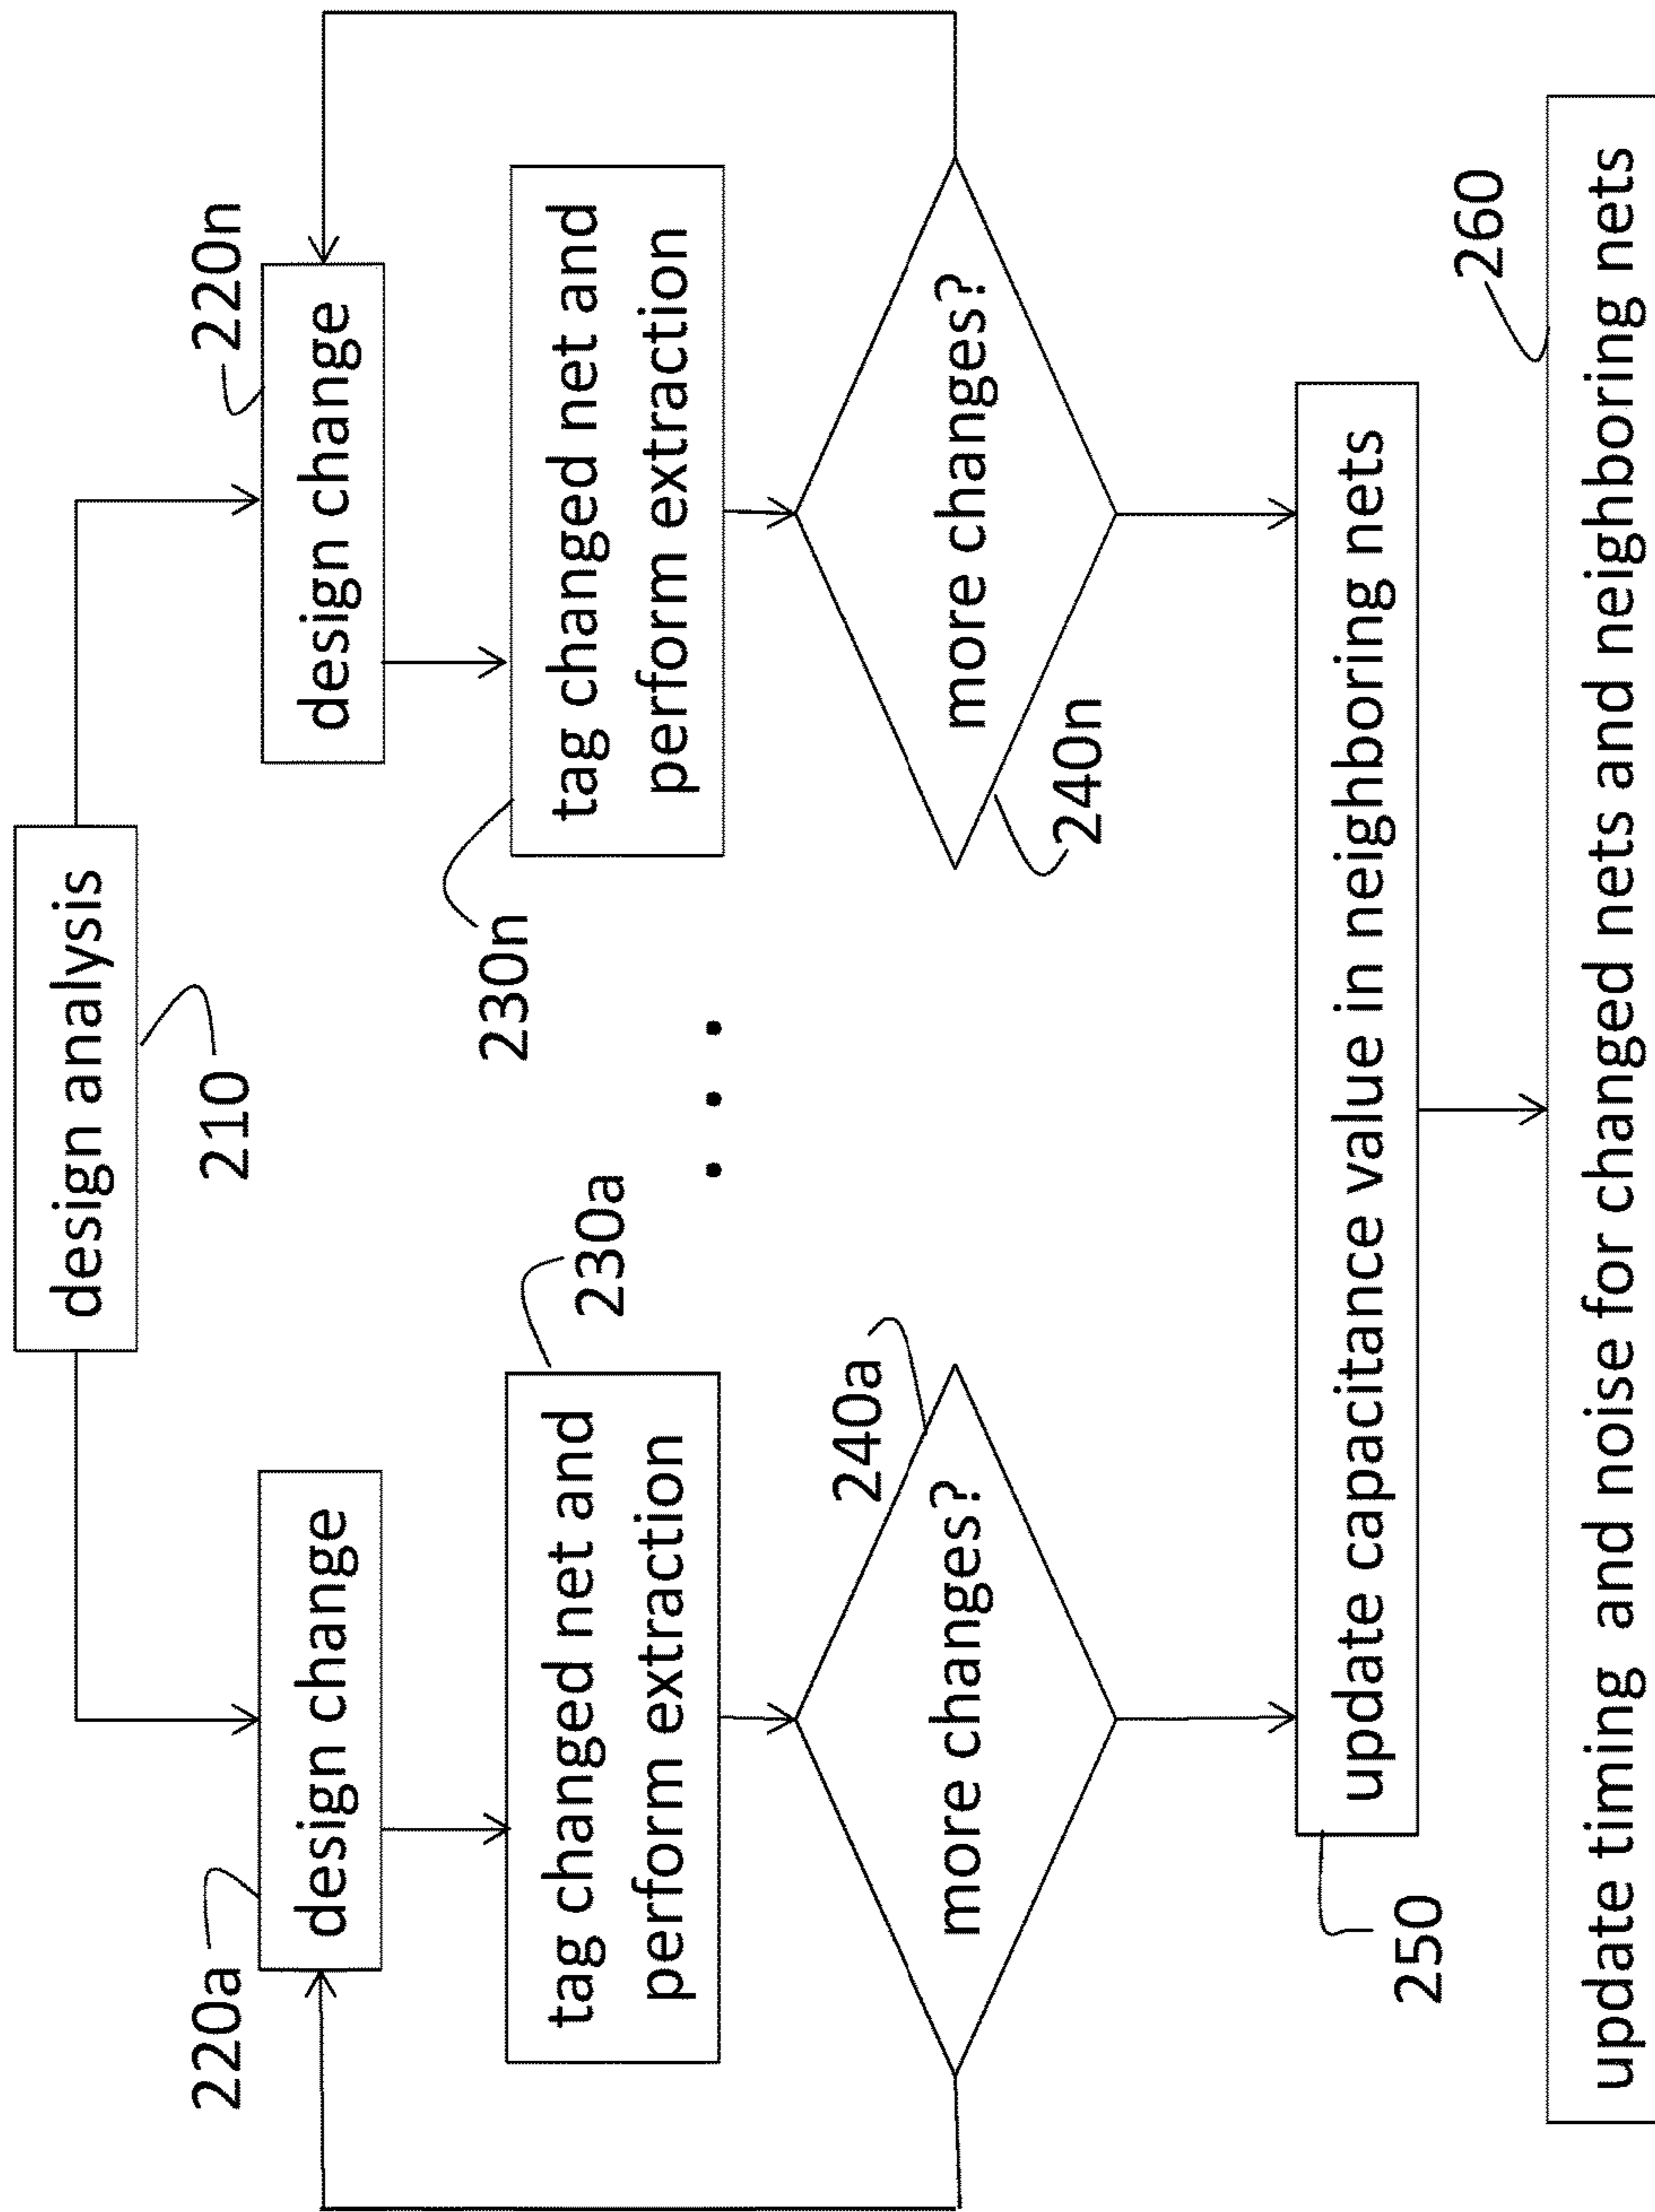 design analysis
210
220a
design change
220n
design change
230a
tag changed net and
perform extraction
230n
tag changed net and
perform extraction
240a
more changes?
240n
more changes?
250
update capacitance value in neighboring nets
260
update timing and noise for changed nets and neighboring nets